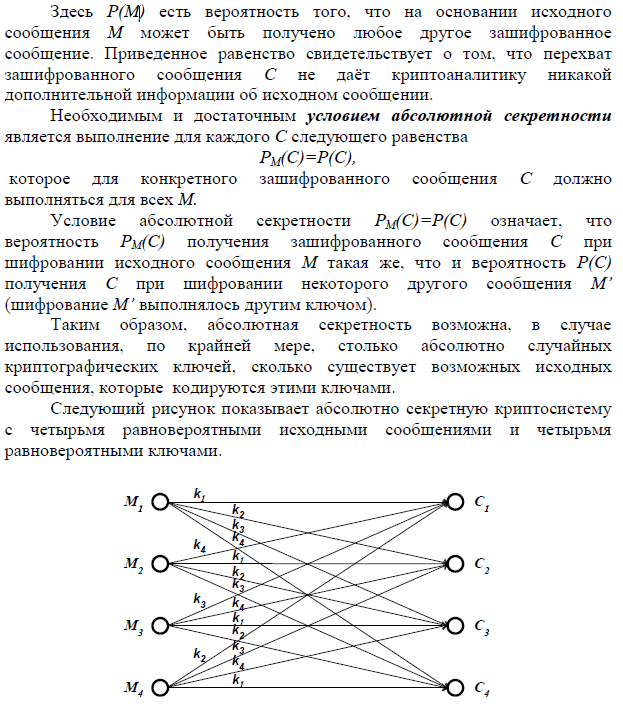 Здесь P(M) есть вероятность того, что на основании исходного
сообщения M может быть получено любое другое зашифрованное
сообщение. Приведенное равенство свидетельствует о том, что перехват
зашифрованного сообщения C не даёт криптоаналитику никакой
дополнительной информации об исходном сообщении.
Необходимым и достаточным условием абсолютной секретности
является выполнение для каждого C следующего равенства
PM(C)=P(C),
которое для конкретного зашифрованного сообщения C должно
выполняться для всех M.
Условие абсолютной секретности PM(C)=P(C) означает, что
вероятность PM(C) получения зашифрованного сообщения C при
шифровании исходного сообщения M такая же, что и вероятность P(C)
получения C при шифровании некоторого другого сообщения M’
(шифрование M’ выполнялось другим ключом).
Таким образом, абсолютная секретность возможна, в случае
использования, по крайней мере, столько абсолютно случайных
криптографических ключей, сколько существует возможных исходных
сообщения, которые кодируются этими ключами.
Следующий рисунок показывает абсолютно секретную криптосистему
с четырьмя равновероятными исходными сообщениями и четырьмя
равновероятными ключами.
M1 k1 C1
k2
k3
k4
k4
M2 k1 C2
k2
k3
k3 k4
M3 k1 C3
k2
k3
k2 k4
M4 k1 C4